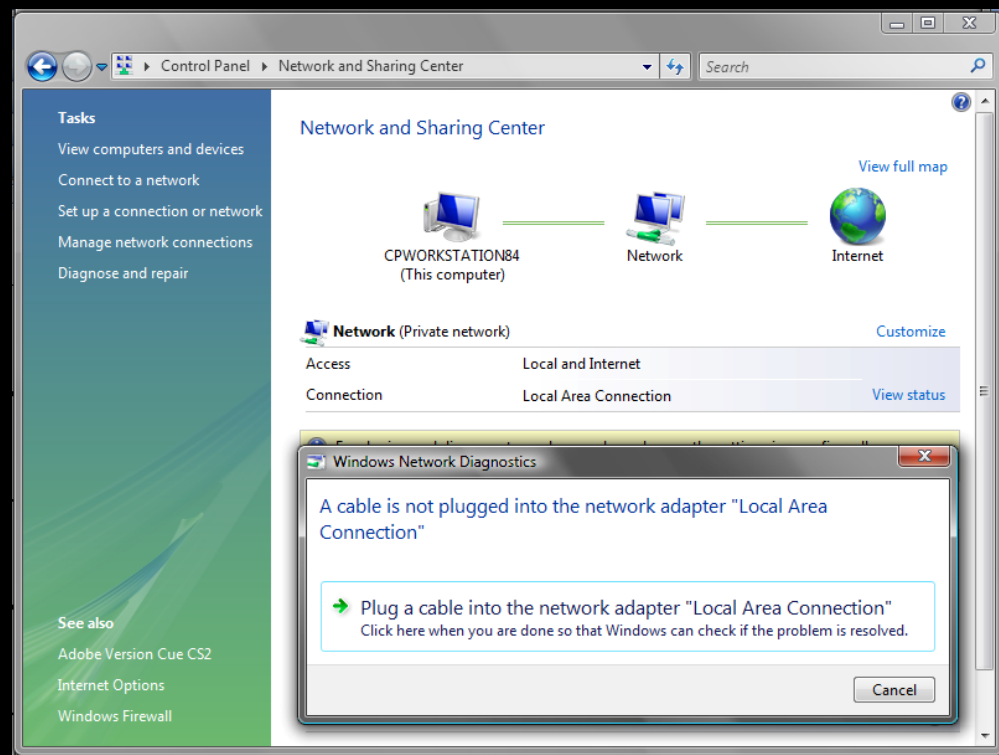 Control Panel Network and Sharing Center
Search
Tasks
View computers and devices
Connect to a network
Set up a connection or network
Manage network connections
Diagnose and repair
See also
Adobe Version Cue CS2
Internet Options
Windows Firewall
Network and Sharing Center
View full map
CPWORKSTATION84
(This computer)
Network
Internet
Network (Private network)
Customize
Access
Local and Internet
Connection
Local Area Connection
View status
Windows Network Diagnostics
A cable is not plugged into the network adapter "Local Area
Connection"
Plug a cable into the network adapter "Local Area Connection"
Click here when you are done so that Windows can check if the problem is resolved.
Cancel